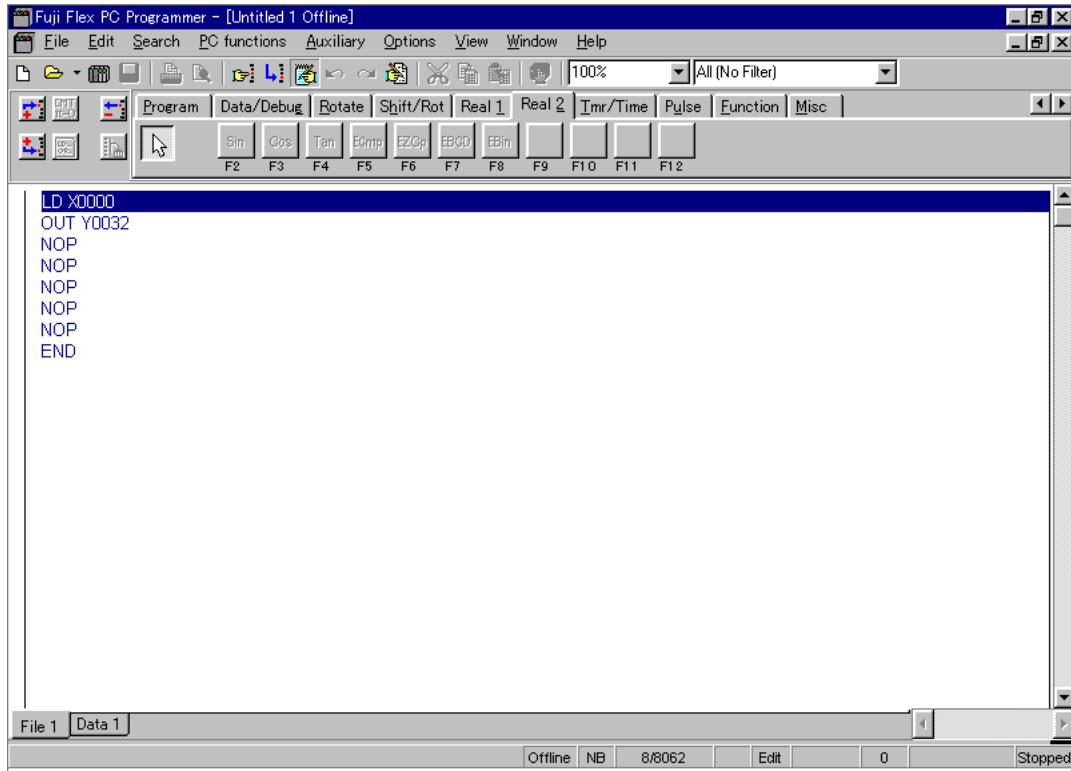 Fuji Flex PC Programmer - [Untitled 1 Offline]
File Edit Search PC functions Auxiliary Options View Window Help
100% All (No Filter)
Program Data/Debug Rotate Shift/Rot Real 1 Real 2 Tmr/Time Pulse Function Misc
Sin Cos Tan ECmp EZCp EBCD EBin
F2 F3 F4 F5 F6 F7 F8 F9 F10 F11 F12
LD X0000
OUT Y0032
NOP
NOP
NOP
NOP
NOP
END
File 1 Data 1
Offline NB 8/8062 Edit 0 Stopped